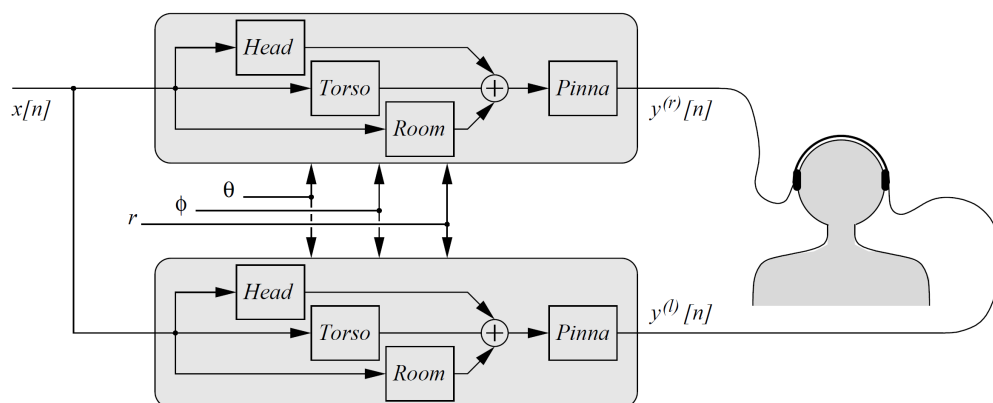 Head
Torso
Pinna
x[n]
y(r)[n]
Room
θ
ϕ
r
Head
y(l)[n]
Torso
Pinna
Room